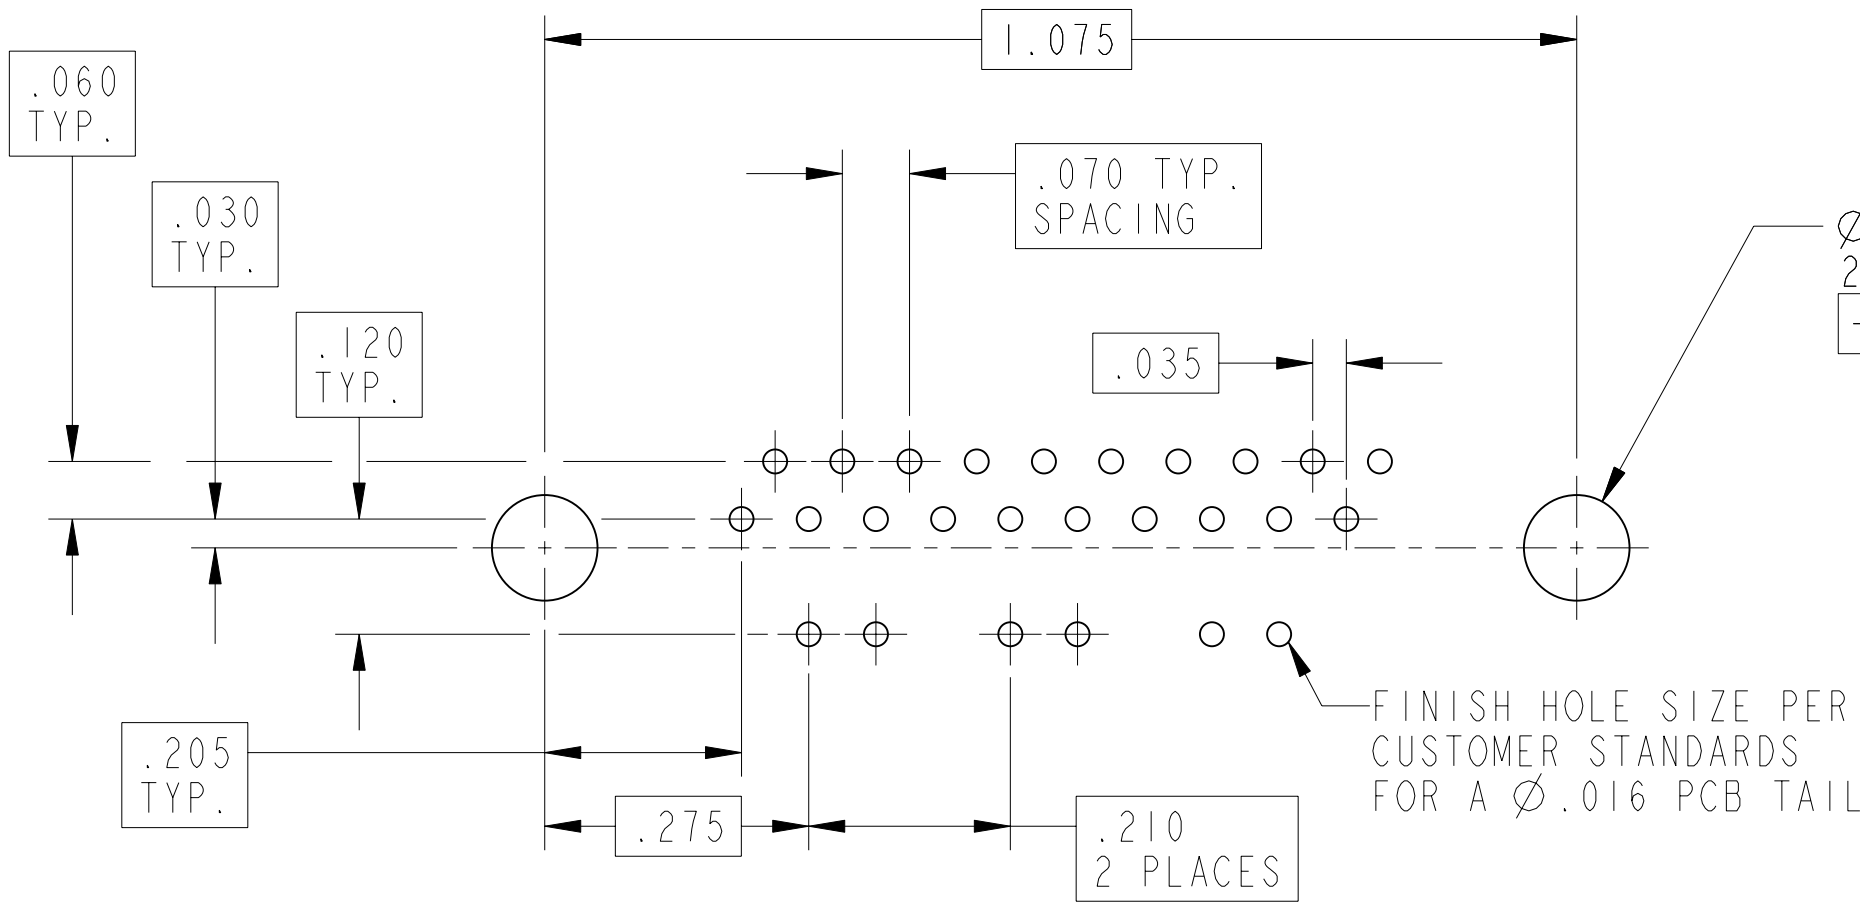 1.075
.060
TYP.
.070 TYP.
SPACING
.030
TYP.
Ø
2
.120
TYP.
.035
FINISH HOLE SIZE PER
CUSTOMER STANDARDS
FOR A Ø.016 PCB TAIL
.205
TYP.
.275
.210
2 PLACES